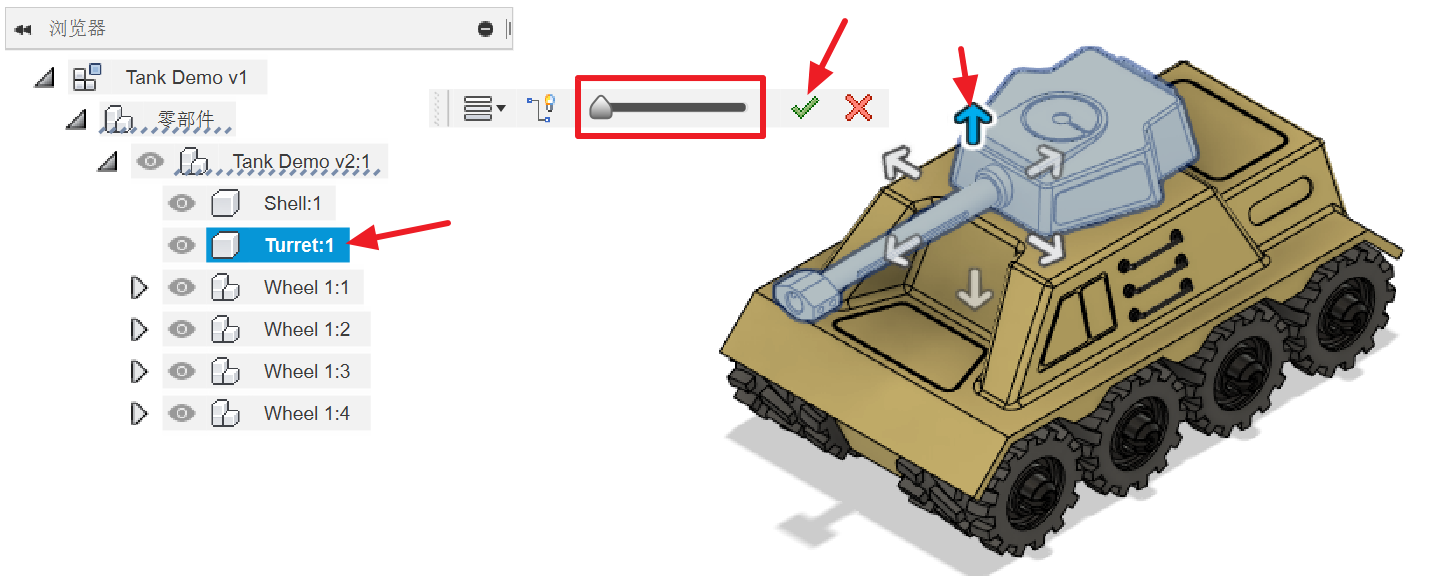 浏览器
Tank Demo v1
零部件
Tank Demo v2:1
Shell:1
Turret:1
Wheel 1:1
Wheel 1:2
Wheel 1:3
Wheel 1:4